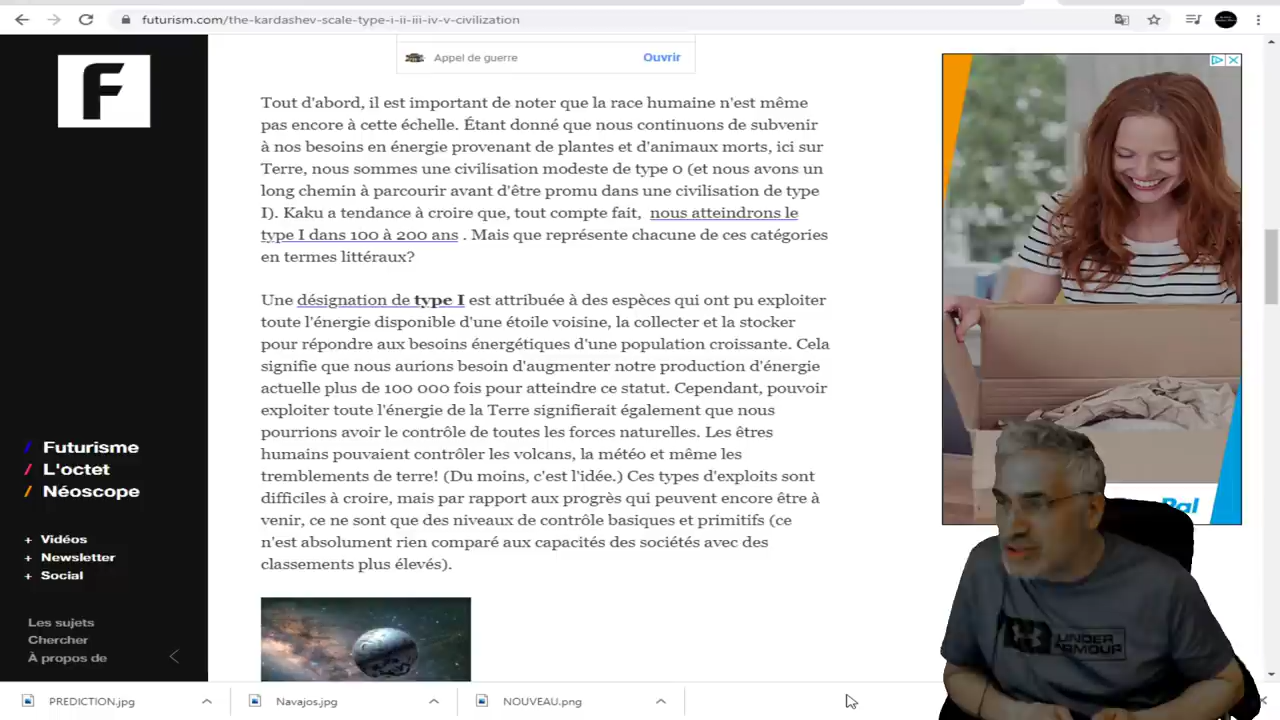 futurism.com/the-kardashev-scale-type-i-ii-iii-iv-v-civilization
F
Appel de guerre
Ouvrir
Tout d'abord, il est important de noter que la race humaine n'est même
pas encore à cette échelle. Étant donné que nous continuons de subvenir
à nos besoins en énergie provenant de plantes et d'animaux morts, ici sur
Terre, nous sommes une civilisation modeste de type 0 (et nous avons un
long chemin à parcourir avant d'être promu dans une civilisation de type
I). Kaku a tendance à croire que, tout compte fait, nous atteindrons le
type I dans 100 à 200 ans . Mais que représente chacune de ces catégories
en termes littéraux?
Une désignation de type I est attribuée à des espèces qui ont pu exploiter
toute l'énergie disponible d'une étoile voisine, la collecter et la stocker
pour répondre aux besoins énergétiques d'une population croissante. Cela
signifie que nous aurions besoin d'augmenter notre production d'énergie
actuelle plus de 100 000 fois pour atteindre ce statut. Cependant, pouvoir
exploiter toute l'énergie de la Terre signifierait également que nous
pourrions avoir le contrôle de toutes les forces naturelles. Les êtres
humains pouvaient contrôler les volcans, la météo et même les
tremblements de terre! (Du moins, c'est l'idée.) Ces types d'exploits sont
difficiles à croire, mais par rapport aux progrès qui peuvent encore être à
venir, ce ne sont que des niveaux de contrôle basiques et primitifs (ce
n'est absolument rien comparé aux capacités des sociétés avec des
classements plus élevés).
/ Futurisme
/ L'octet
/ Néoscope
+ Vidéos
+ Newsletter
+ Social
Les sujets
Chercher
À propos de
Pal
UNDER
ARMOUR
PREDICTION.jpg
Navajos.jpg
NOUVEAU.png